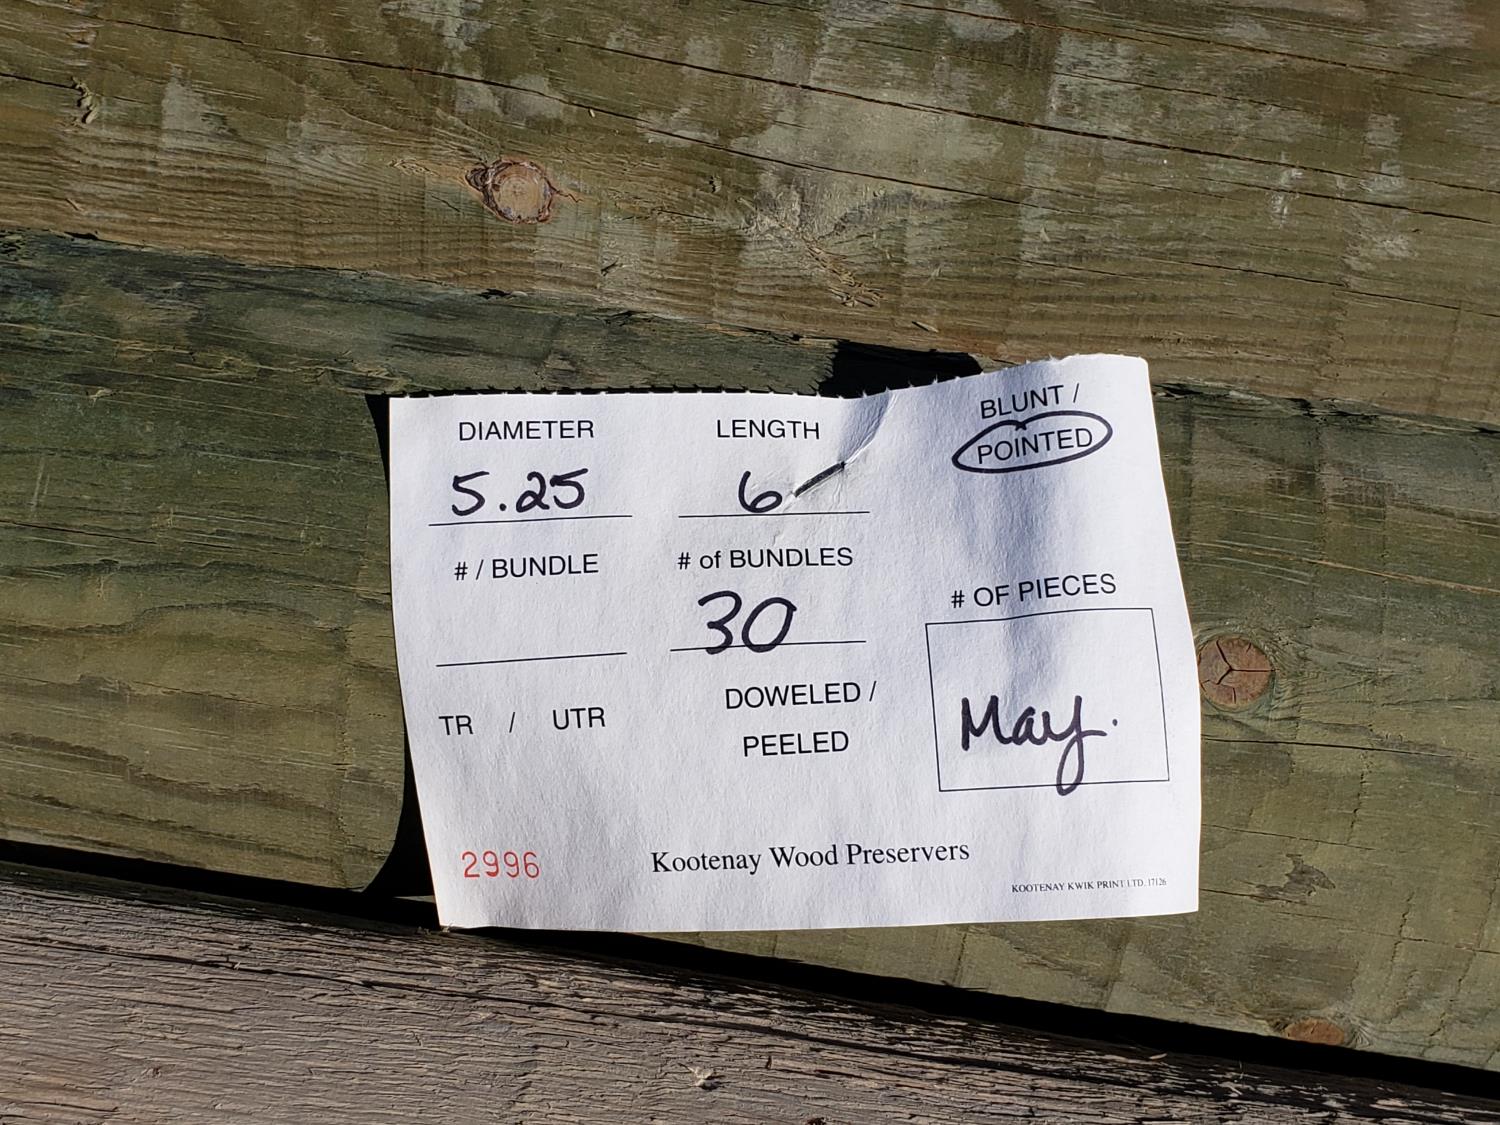 DIAMETER
5.25
LENGTH
6
BLUNT /
POINTED
# / BUNDLE
# of BUNDLES
30
# OF PIECES
May.
TR / UTR
DOWELED /
PEELED
2996
Kootenay Wood Preservers
KOOTENAY KWIK PRINT LTD. 17126